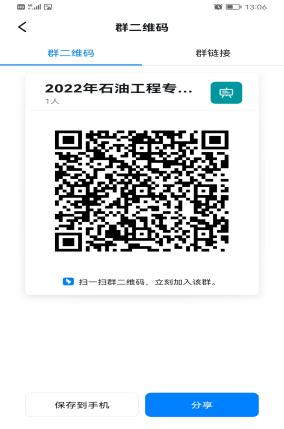 13:06
群二维码
群二维码
群链接
2022年石油工程专...
1人
扫一扫群二维码，立刻加入该群。
保存到手机
分享